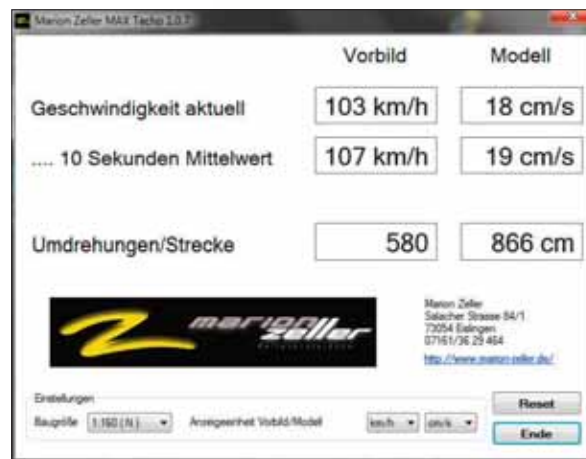 Marion Zeller MAX Tacho 1.0.7
Vorbild Modell
Geschwindigkeit aktuell 103 km/h 18 cm/s
.... 10 Sekunden Mittelwert 107 km/h 19 cm/s
Umdrehungen/Strecke 580 866 cm
marion zeller
Marion Zeller
Salacher Strasse 84/1
73054 Eislingen
07161/36 29 464
http://www.marion-zeller.de/
Einstellungen
Baugröße 1:160 ( N ) Anzeigeeinheit Vorbild/Modell km/h cm/s
Reset
Ende